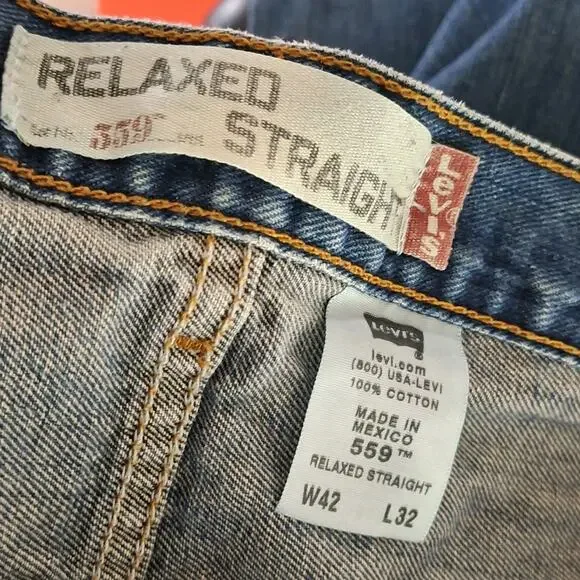 RELAXED
559™
STRAIGHT
Levi's®
Levi's®
levi.com
(800) USA-LEVI
100% COTTON
MADE IN
MEXICO
559™
RELAXED STRAIGHT
W42 L32